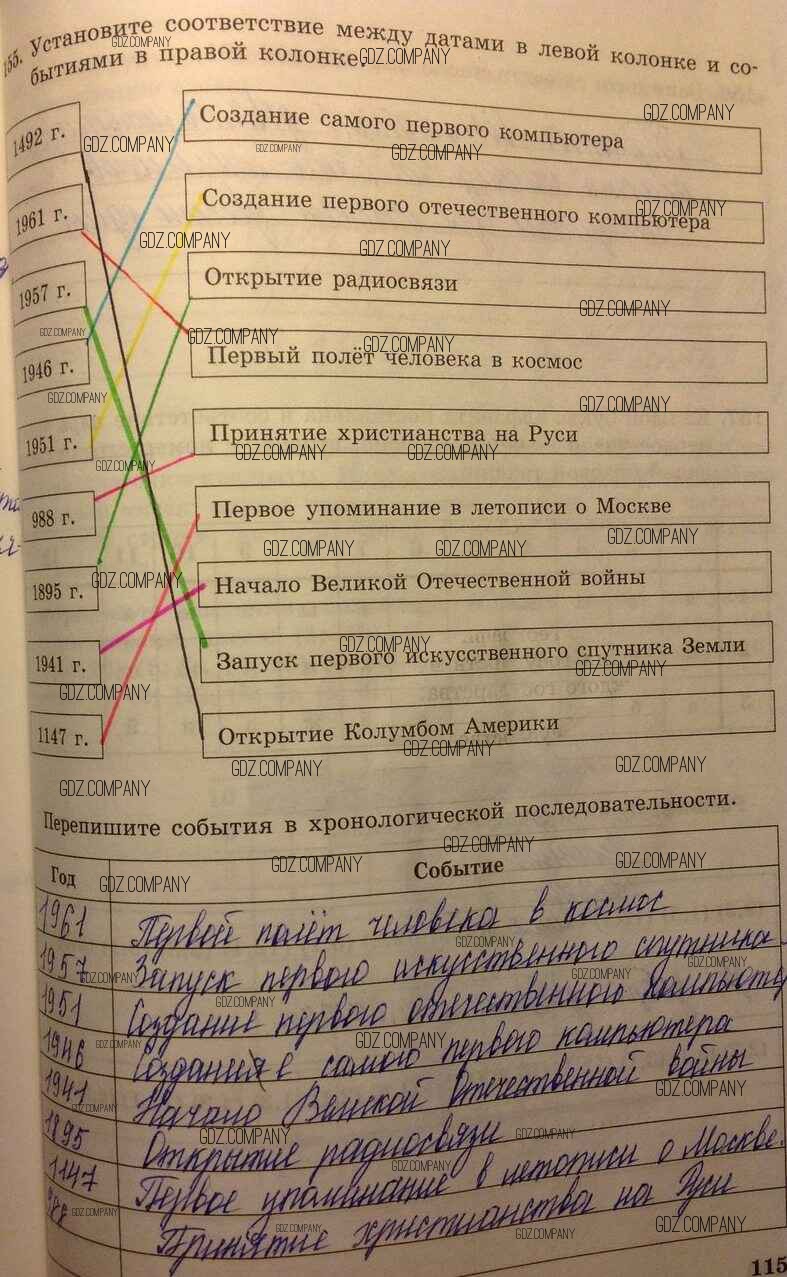 155. Установите соответствие между датами в левой колонке и со-
бытиями в правой колонке.
1492 г.
Создание самого первого компьютера
1961 г.
Создание первого отечественного компьютера
1957 г.
Открытие радиосвязи
1946 г.
Первый полёт человека в космос
1951 г.
Принятие христианства на Руси
988 г.
Первое упоминание в летописи о Москве
1895 г.
Начало Великой Отечественной войны
1941 г.
Запуск первого искусственного спутника Земли
1147 г.
Открытие Колумбом Америки
Перепишите события в хронологической последовательности.
Год Событие
1961 Первой полёт человека в космос
1957 Запуск первого искусственного спутника
1951 Создание первого отечественного компьюте
1946 Создание самого первого компьютера
1941 Начало Великой Отечественной войны
1895 Открытие радиосвязи
1147 Первое упоминание в летописи о Москве.
988 Принятие христианства на Руси
115
GDZ.COMPANY